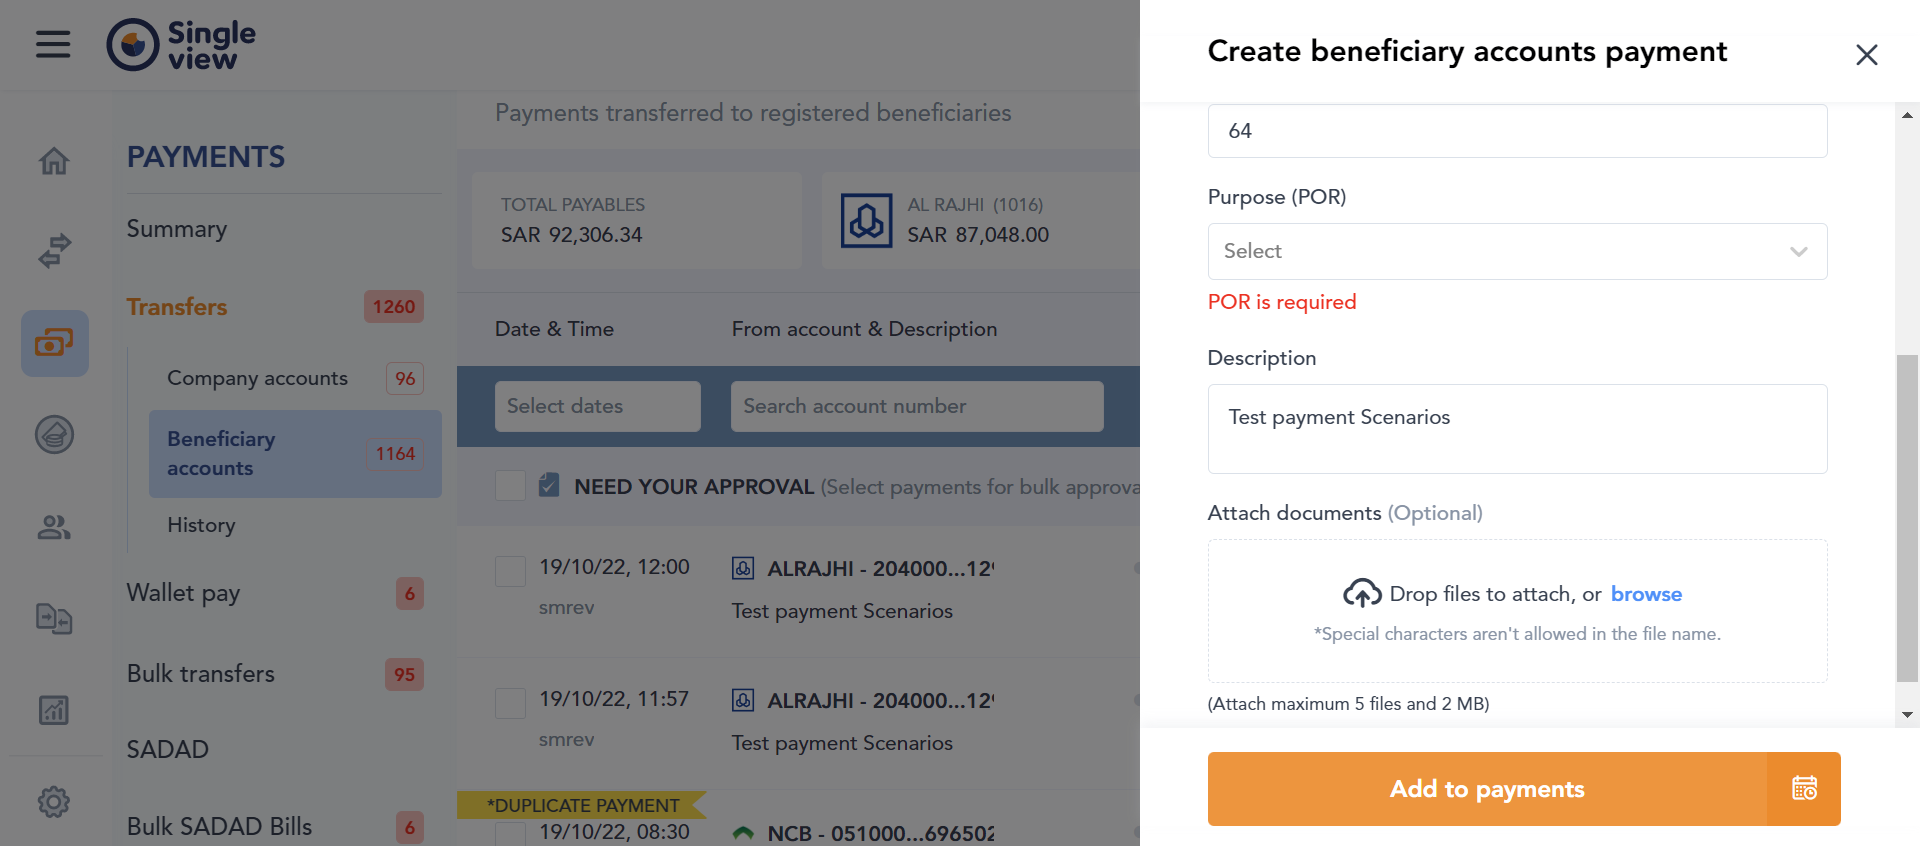 Single
view
PAYMENTS
Summary
Transfers 1260
Company accounts 96
Beneficiary
accounts 1164
History
Wallet pay 6
Bulk transfers 95
SADAD
Bulk SADAD Bills 6
Payments transferred to registered beneficiaries
TOTAL PAYABLES
SAR 92,306.34
AL RAJHI (1016)
SAR 87,048.00
Date & Time From account & Description
Select dates Search account number
NEED YOUR APPROVAL (Select payments for bulk approva
19/10/22, 12:00 ALRAJHI - 204000...129
smrev Test payment Scenarios
19/10/22, 11:57 ALRAJHI - 204000...129
smrev Test payment Scenarios
*DUPLICATE PAYMENT
19/10/22, 08:30 NCB - 051000...696502
Create beneficiary accounts payment
64
Purpose (POR)
Select
POR is required
Description
Test payment Scenarios
Attach documents (Optional)
Drop files to attach, or browse
*Special characters aren't allowed in the file name.
(Attach maximum 5 files and 2 MB)
Add to payments